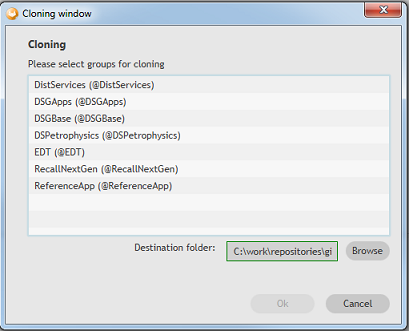 Cloning window
Cloning
Please select groups for cloning
DistServices (@DistServices)
DSGApps (@DSGApps)
DSGBase (@DSGBase)
DSPetrophysics (@DSPetrophysics)
EDT (@EDT)
RecallNextGen (@RecallNextGen)
ReferenceApp (@ReferenceApp)
Destination folder: C:\work\repositories\gi Browse
Ok Cancel